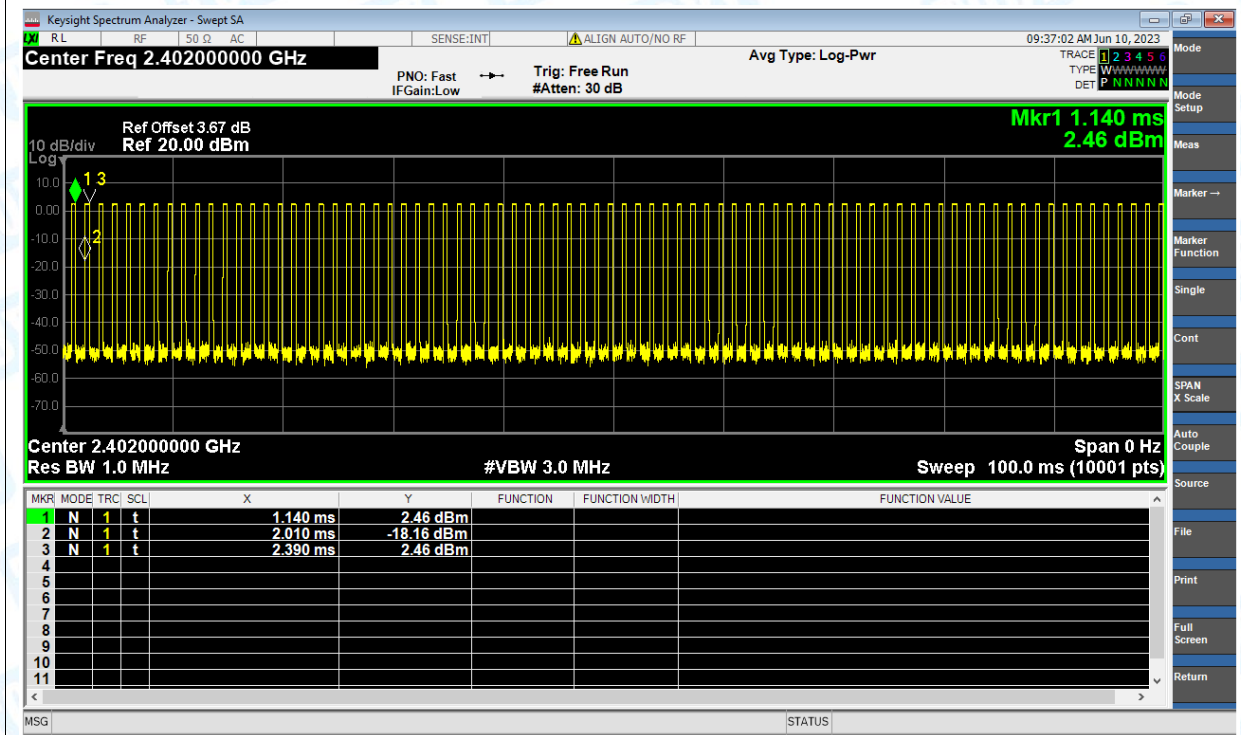 Keysight Spectrum Analyzer - Swept SA
LXI RL RF 50 Ω AC SENSE:INT ALIGN AUTO/NO RF 09:37:02 AM Jun 10, 2023
Center Freq 2.402000000 GHz
Avg Type: Log-Pwr
TRACE 1 2 3 4 5 6
PNO: Fast Trig: Free Run
TYPE WWWWWW
IFGain:Low #Atten: 30 dB
DET P N N N N N
Ref Offset 3.67 dB
Mkr1 1.140 ms
10 dB/div Ref 20.00 dBm
2.46 dBm
Log
10.0
1 3
0.00
-10.0
2
-20.0
-30.0
-40.0
-50.0
-60.0
-70.0
Center 2.402000000 GHz Span 0 Hz
Res BW 1.0 MHz #VBW 3.0 MHz Sweep 100.0 ms (10001 pts)
MKR MODE TRC SCL X Y FUNCTION FUNCTION WIDTH FUNCTION VALUE
1 N 1 t 1.140 ms 2.46 dBm
2 N 1 t 2.010 ms -18.16 dBm
3 N 1 t 2.390 ms 2.46 dBm
4
5
6
7
8
9
10
11
MSG STATUS
Mode
Mode
Setup
Meas
Marker →
Marker
Function
Single
Cont
SPAN
X Scale
Auto
Couple
Source
File
Print
Full
Screen
Return